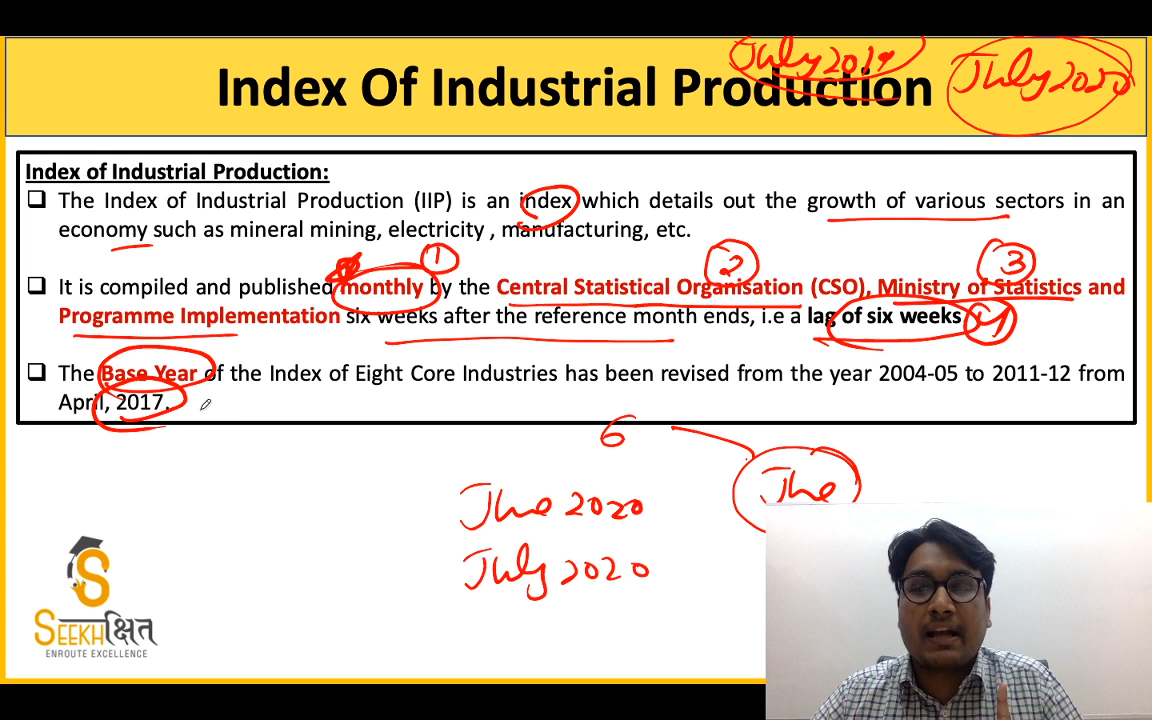 July 2019
July 2020
Index Of Industrial Production
Index of Industrial Production:
❑ The Index of Industrial Production (IIP) is an index which details out the growth of various sectors in an
economy such as mineral mining, electricity , manufacturing, etc.
1 2 3
❑ It is compiled and published monthly by the Central Statistical Organisation (CSO), Ministry of Statistics and
Programme Implementation six weeks after the reference month ends, i.e a lag of six weeks 4
❑ The Base Year of the Index of Eight Core Industries has been revised from the year 2004-05 to 2011-12 from
April, 2017.
6
June
June 2020
July 2020
SEEKHक्षित
ENROUTE EXCELLENCE